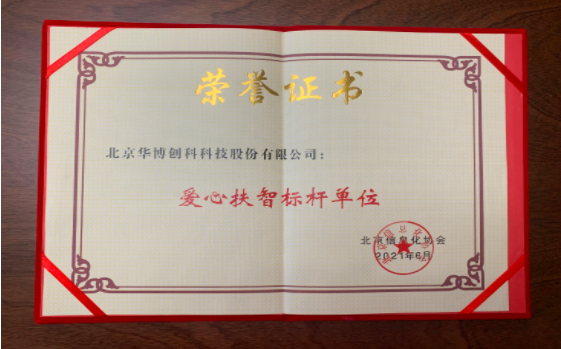 荣誉证书
北京华博创科科技股份有限公司：
爱心扶智标杆单位
北京信息化协会
2021年6月